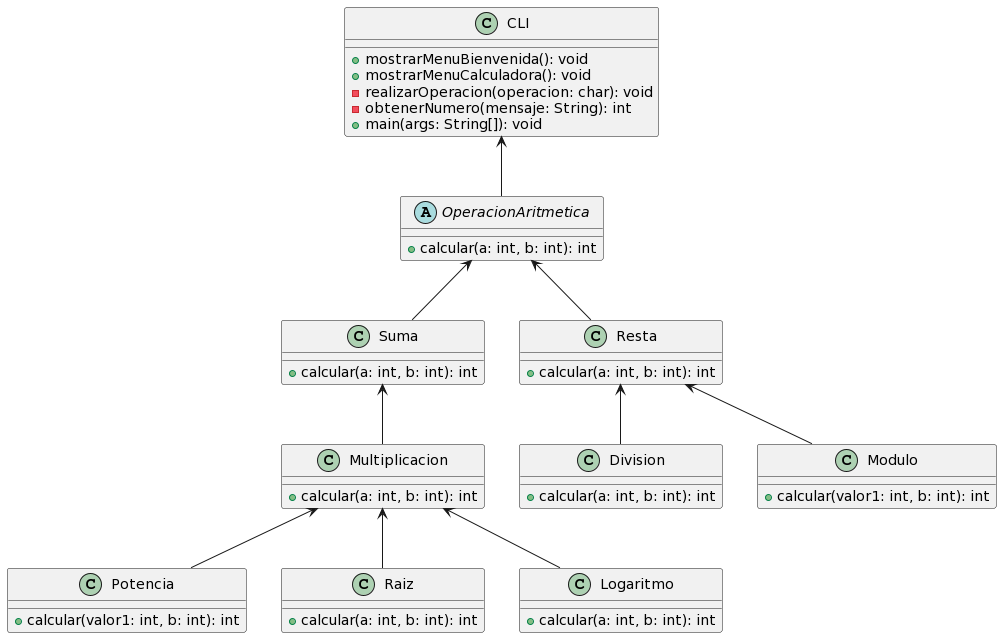 C CLI
mostrarMenuBienvenida(): void
mostrarMenuCalculadora(): void
realizarOperacion(operacion: char): void
obtenerNumero(mensaje: String): int
main(args: String[]): void
A OperacionAritmetica
calcular(a: int, b: int): int
C Suma
calcular(a: int, b: int): int
C Resta
calcular(a: int, b: int): int
C Multiplicacion
calcular(a: int, b: int): int
C Division
calcular(a: int, b: int): int
C Modulo
calcular(valor1: int, b: int): int
C Potencia
calcular(valor1: int, b: int): int
C Raiz
calcular(a: int, b: int): int
C Logaritmo
calcular(a: int, b: int): int